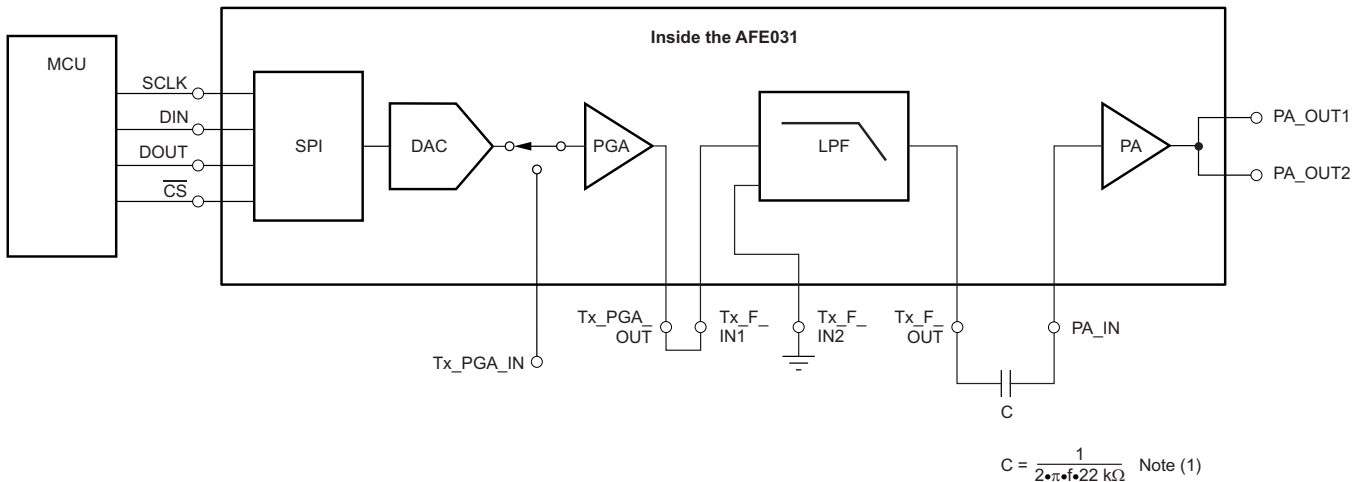 Inside the AFE031
MCU
SCLK
DIN
DOUT
CS
SPI
DAC
PGA
LPF
PA
PA_OUT1
PA_OUT2
Tx_PGA_IN
Tx_PGA_
OUT
Tx_F_
IN1
Tx_F_
IN2
Tx_F_
OUT
PA_IN
C
C = 1 / 2•π•f•22 kΩ Note (1)